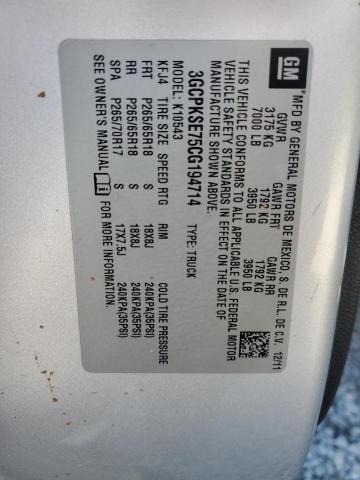 GM
MFD BY GENERAL MOTORS DE MEXICO, S. DE R.L. DE C.V. 12/11
GVWR GAWR FRT GAWR RR
3175 KG 1792 KG 1792 KG
7000 LB 3950 LB 3950 LB
THIS VEHICLE CONFORMS TO ALL APPLICABLE U.S. FEDERAL MOTOR
VEHICLE SAFETY STANDARDS IN EFFECT ON THE DATE OF
MANUFACTURE SHOWN ABOVE.
3GCPKSE75CG194714 TYPE: TRUCK
K10543
KFJ4 TIRE SIZE SPEED RTG RIM COLD TIRE PRESSURE
FRT P265/65R18 S 18X8J 240KPA(35PSI)
RR P265/65R18 S 18X8J 240KPA(35PSI)
SPA P265/70R17 S 17X7.5J 240KPA(35PSI)
SEE OWNER'S MANUAL FOR MORE INFORMATION.